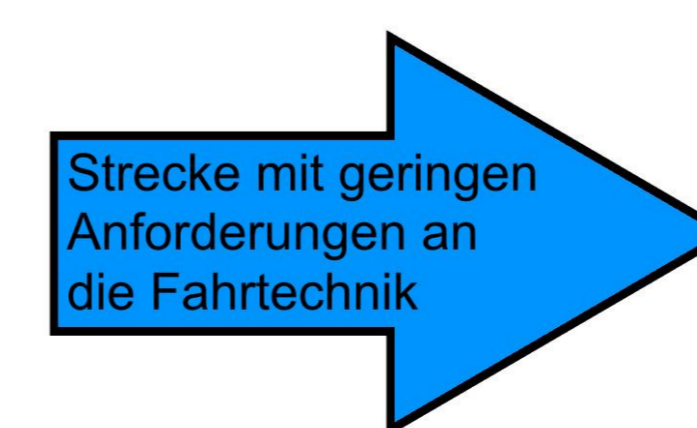 Strecke mit geringen
Anforderungen an
die Fahrtechnik